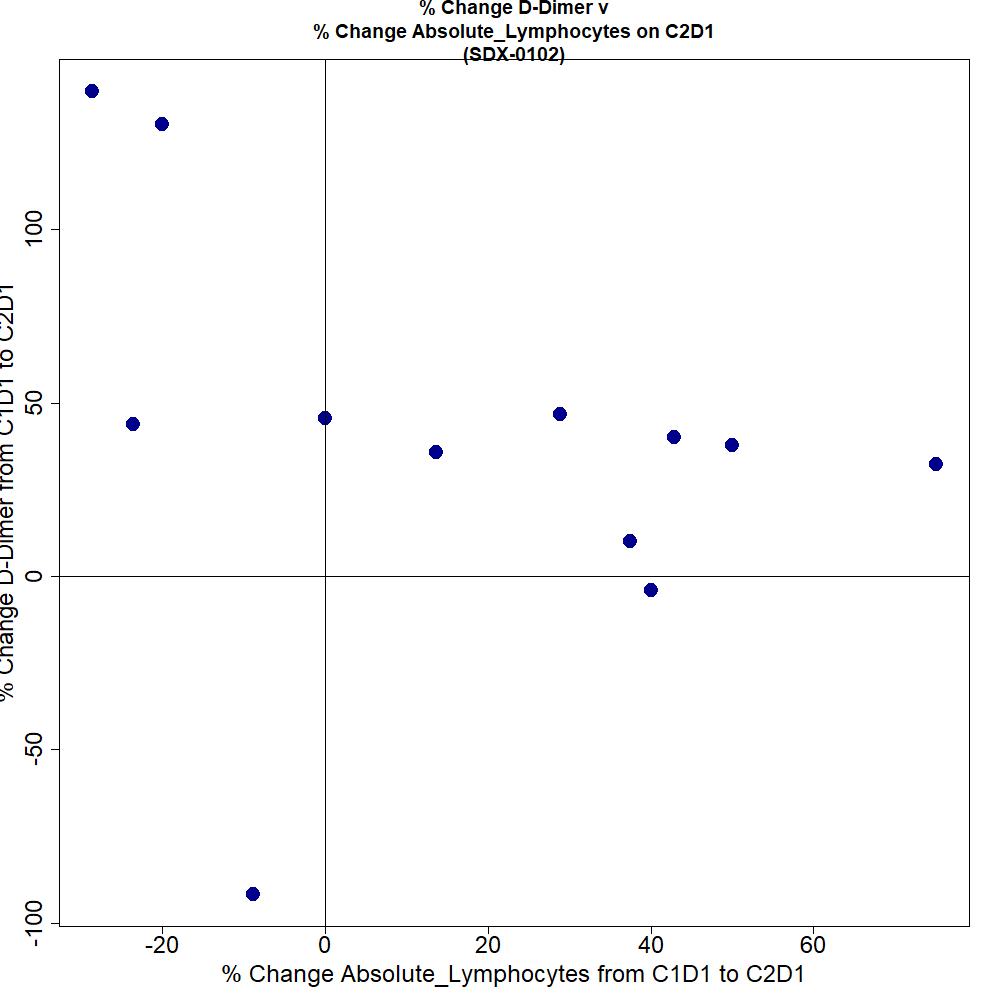 % Change D-Dimer v
% Change Absolute_Lymphocytes on C2D1
(SDX-0102)
% Change D-Dimer from C1D1 to C2D1
100
50
0
-50
-100
-20
0
20
40
60
% Change Absolute_Lymphocytes from C1D1 to C2D1